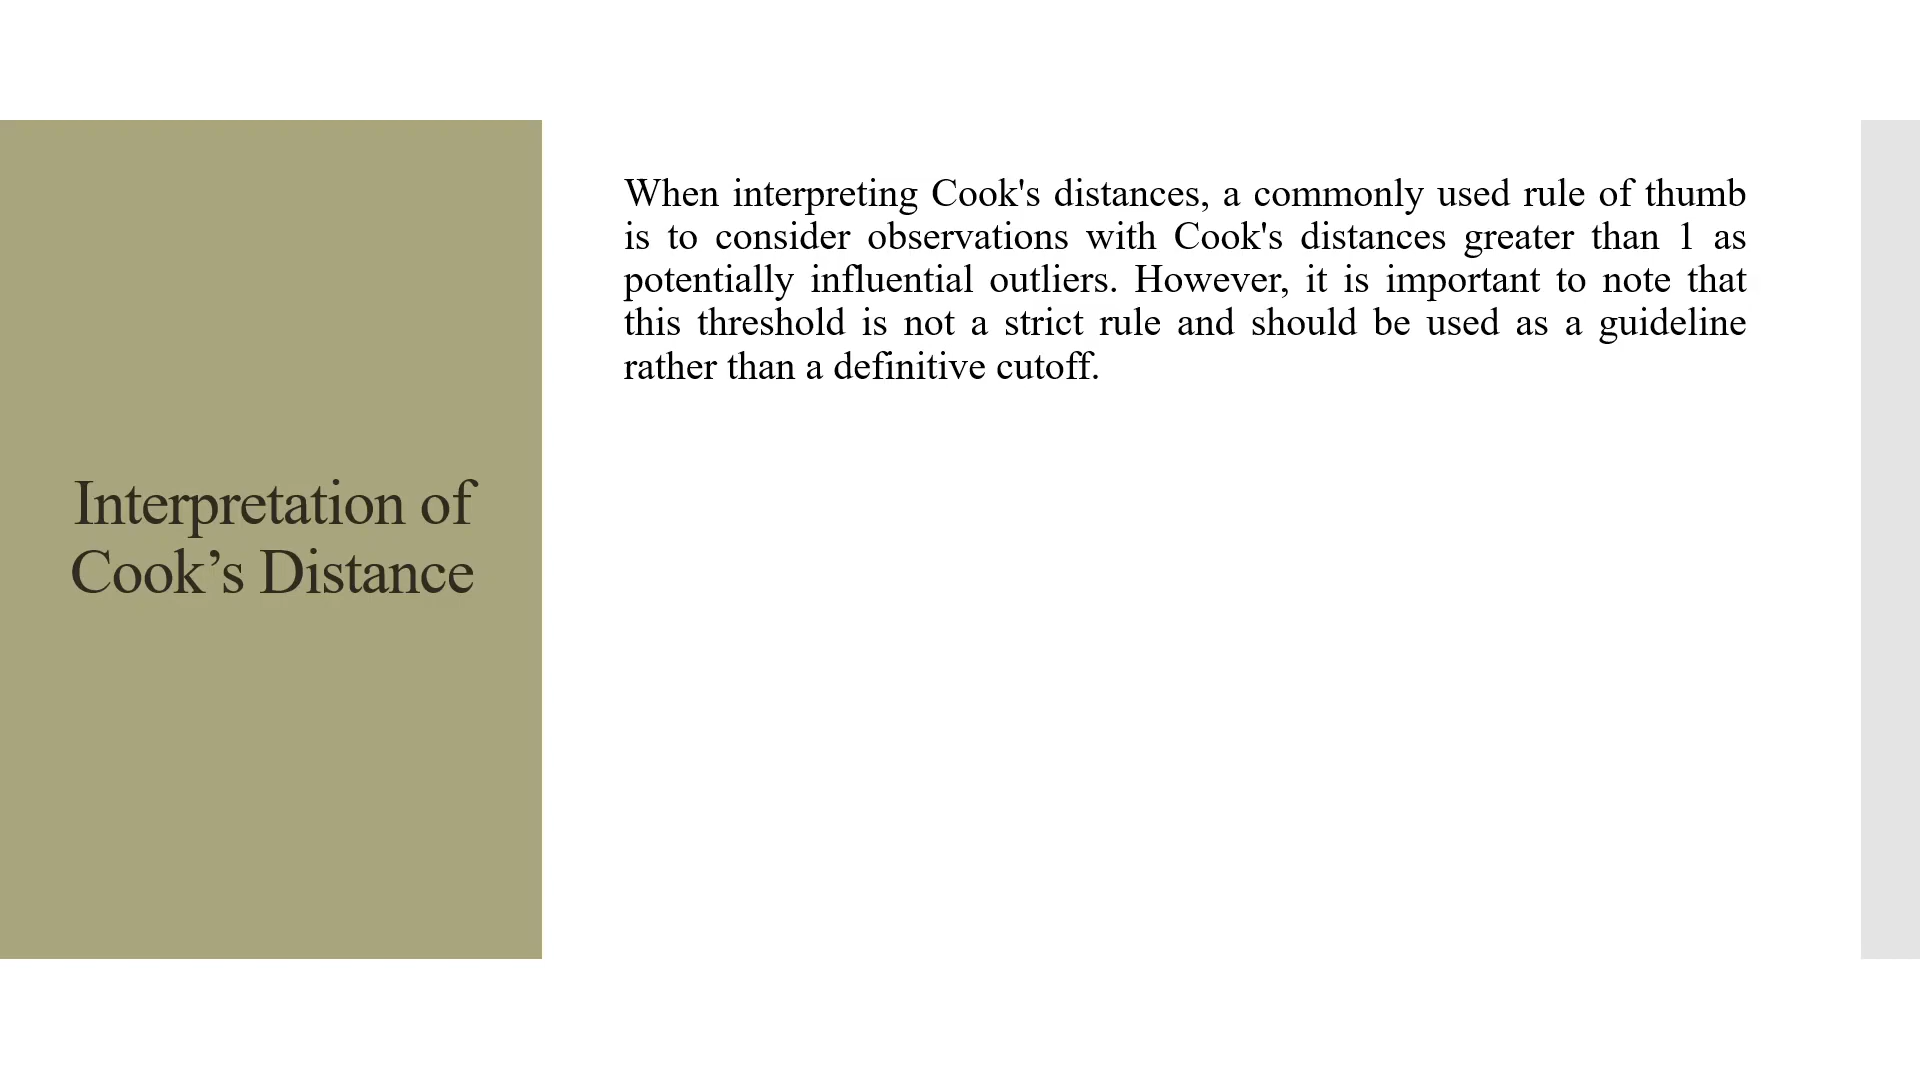 Interpretation of
Cook’s Distance
When interpreting Cook's distances, a commonly used rule of thumb
is to consider observations with Cook's distances greater than 1 as
potentially influential outliers. However, it is important to note that
this threshold is not a strict rule and should be used as a guideline
rather than a definitive cutoff.